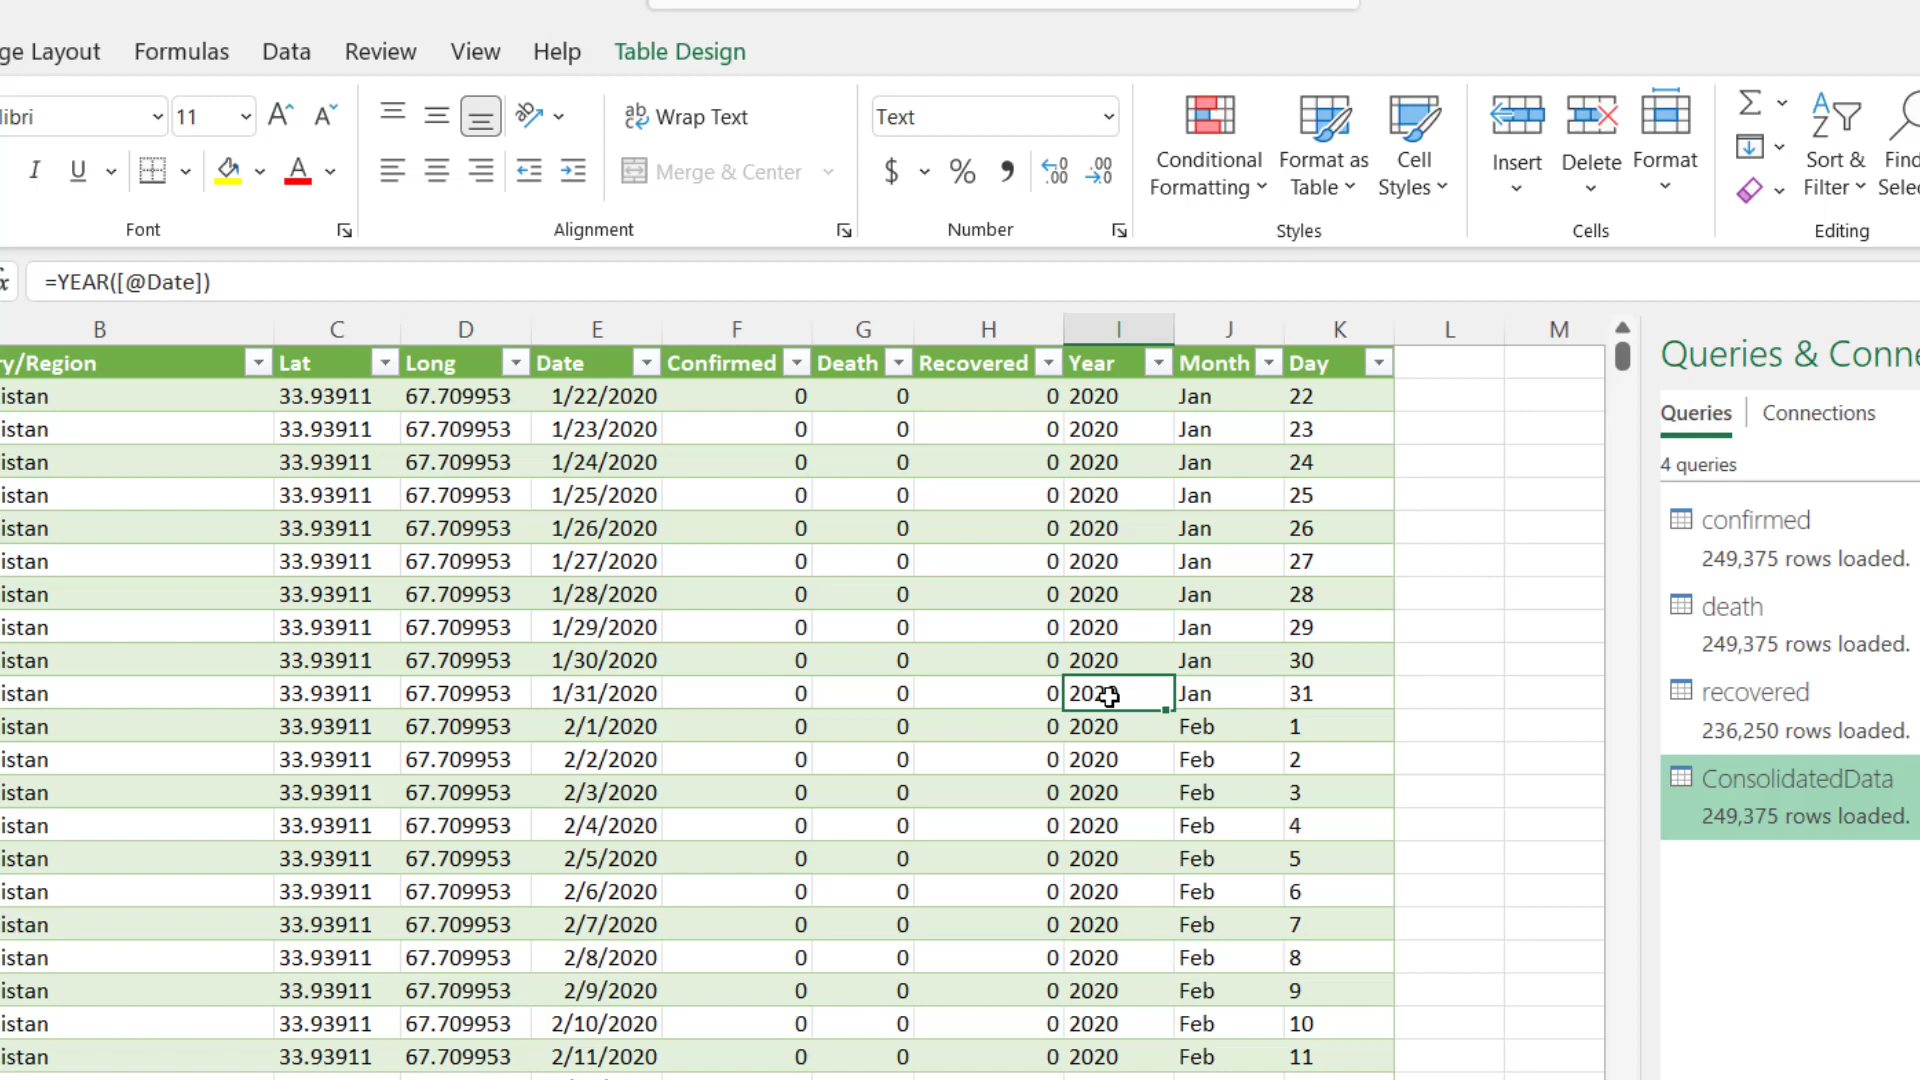 ge Layout Formulas Data Review View Help Table Design
libri 11 Wrap Text Text Conditional Formatting Format as Table Cell Styles Insert Delete Format Sort & Filter Find Selec
I U A Merge & Center $ % , .00 .00
Font Alignment Number Styles Cells Editing
=YEAR([@Date])
B C D E F G H I J K L M
ry/Region Lat Long Date Confirmed Death Recovered Year Month Day
istan 33.93911 67.709953 1/22/2020 0 0 0 2020 Jan 22
istan 33.93911 67.709953 1/23/2020 0 0 0 2020 Jan 23
istan 33.93911 67.709953 1/24/2020 0 0 0 2020 Jan 24
istan 33.93911 67.709953 1/25/2020 0 0 0 2020 Jan 25
istan 33.93911 67.709953 1/26/2020 0 0 0 2020 Jan 26
istan 33.93911 67.709953 1/27/2020 0 0 0 2020 Jan 27
istan 33.93911 67.709953 1/28/2020 0 0 0 2020 Jan 28
istan 33.93911 67.709953 1/29/2020 0 0 0 2020 Jan 29
istan 33.93911 67.709953 1/30/2020 0 0 0 2020 Jan 30
istan 33.93911 67.709953 1/31/2020 0 0 0 Jan 31
istan 33.93911 67.709953 2/1/2020 0 0 0 2020 Feb 1
istan 33.93911 67.709953 2/2/2020 0 0 0 2020 Feb 2
istan 33.93911 67.709953 2/3/2020 0 0 0 2020 Feb 3
istan 33.93911 67.709953 2/4/2020 0 0 0 2020 Feb 4
istan 33.93911 67.709953 2/5/2020 0 0 0 2020 Feb 5
istan 33.93911 67.709953 2/6/2020 0 0 0 2020 Feb 6
istan 33.93911 67.709953 2/7/2020 0 0 0 2020 Feb 7
istan 33.93911 67.709953 2/8/2020 0 0 0 2020 Feb 8
istan 33.93911 67.709953 2/9/2020 0 0 0 2020 Feb 9
istan 33.93911 67.709953 2/10/2020 0 0 0 2020 Feb 10
istan 33.93911 67.709953 2/11/2020 0 0 0 2020 Feb 11
Queries & Conne
Queries Connections
4 queries
confirmed
249,375 rows loaded.
death
249,375 rows loaded.
recovered
236,250 rows loaded.
ConsolidatedData
249,375 rows loaded.